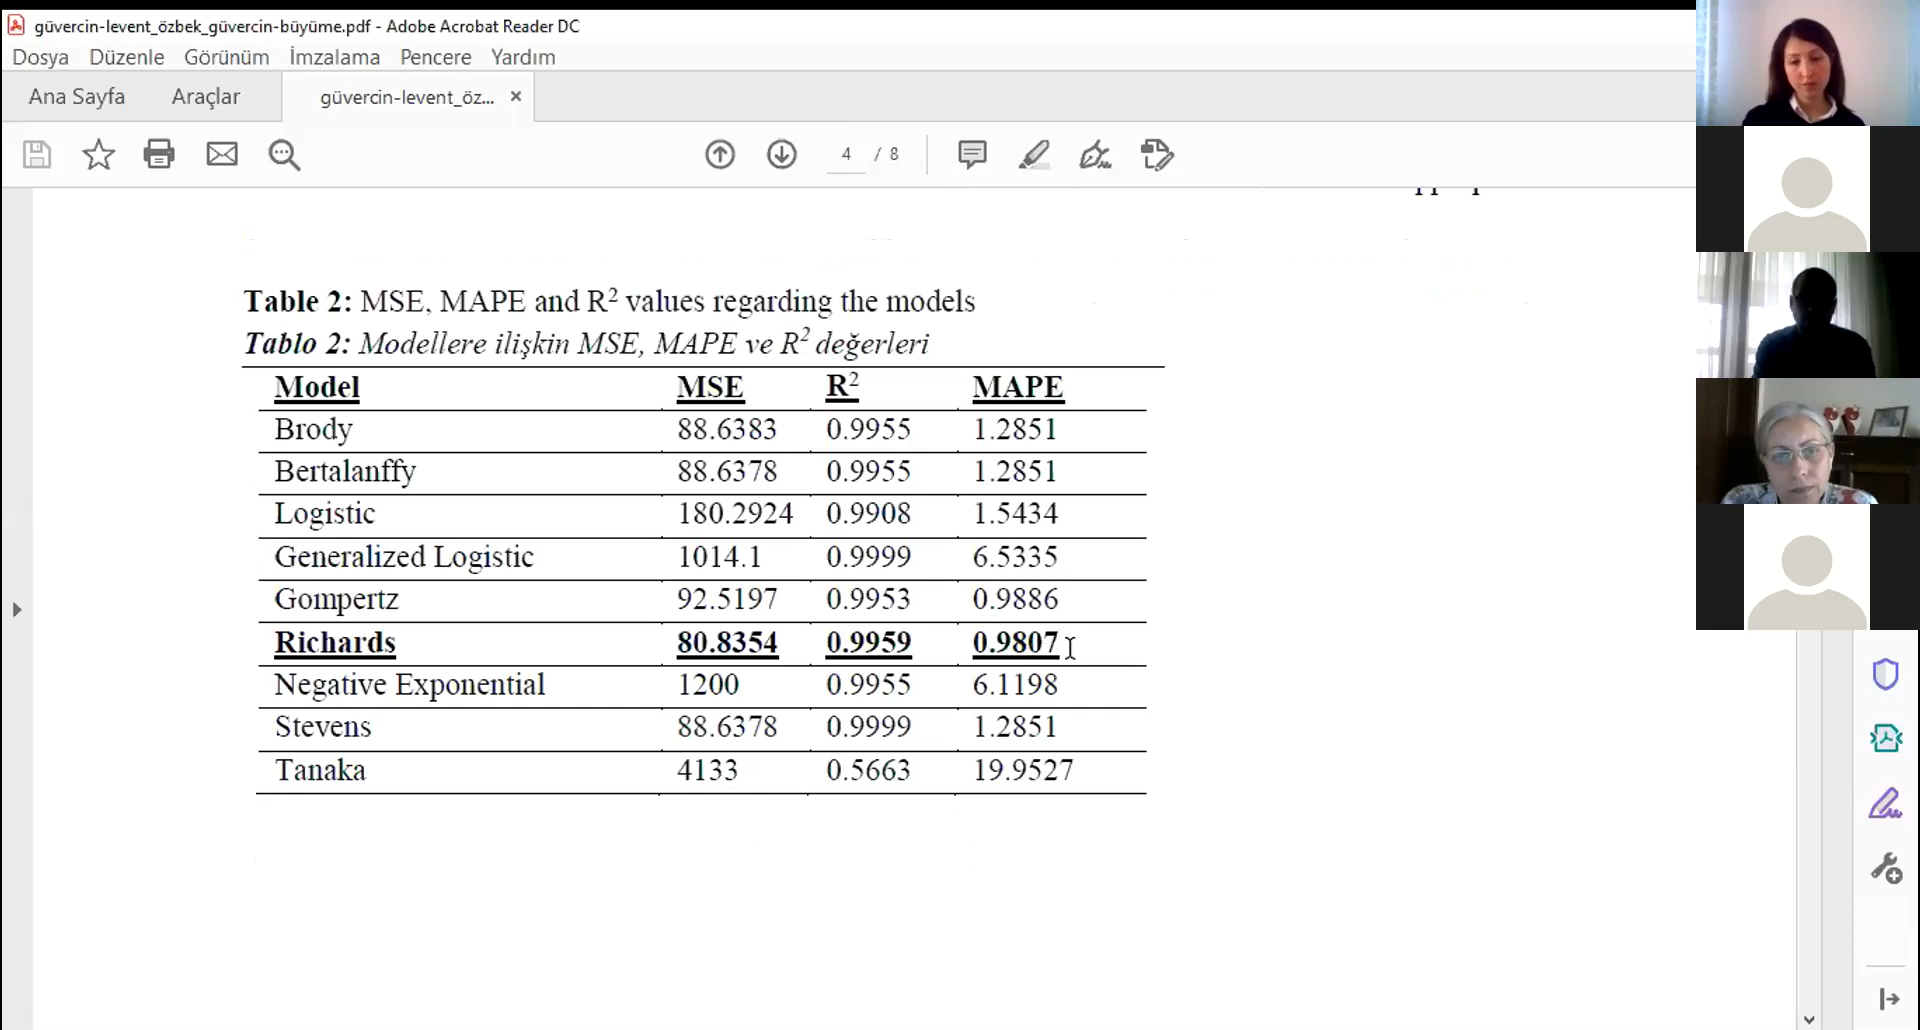 güvercin-levent_özbek_güvercin-büyüme.pdf - Adobe Acrobat Reader DC
Dosya Düzenle Görünüm İmzalama Pencere Yardım
Ana Sayfa Araçlar güvercin-levent_öz... ×
4 / 8
Table 2: MSE, MAPE and R² values regarding the models
Tablo 2: Modellere ilişkin MSE, MAPE ve R² değerleri
Model MSE R² MAPE
Brody 88.6383 0.9955 1.2851
Bertalanffy 88.6378 0.9955 1.2851
Logistic 180.2924 0.9908 1.5434
Generalized Logistic 1014.1 0.9999 6.5335
Gompertz 92.5197 0.9953 0.9886
Richards 80.8354 0.9959 0.9807
Negative Exponential 1200 0.9955 6.1198
Stevens 88.6378 0.9999 1.2851
Tanaka 4133 0.5663 19.9527